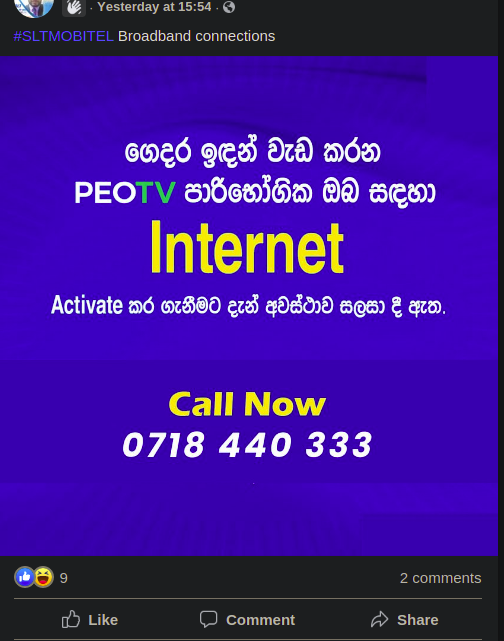 · Yesterday at 15:54 ·
#SLTMOBITEL Broadband connections
ගෙදර ඉඳන් වැඩ කරන
PEOTV පාරිභෝගික ඔබ සඳහා
Internet
Activate කර ගැනීමට දැන් අවස්ථාව සලසා දී ඇත.
Call Now
0718 440 333
9 2 comments
Like Comment Share